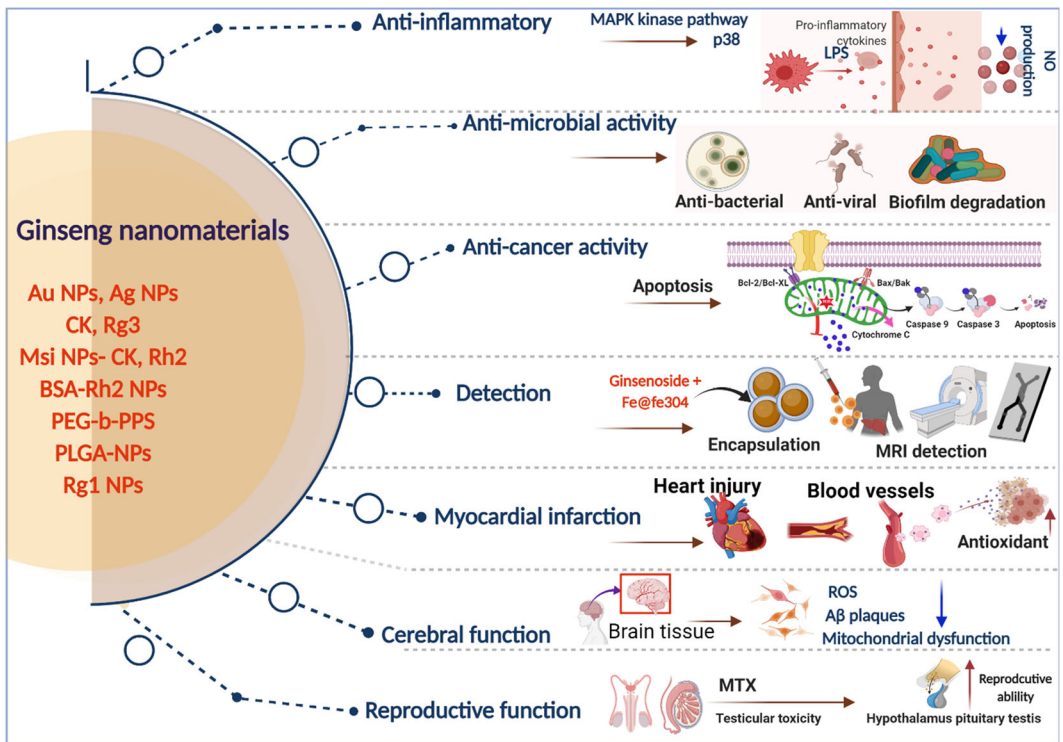 Ginseng nanomaterials
Au NPs, Ag NPs
CK, Rg3
Msi NPs- CK, Rh2
BSA-Rh2 NPs
PEG-b-PPS
PLGA-NPs
Rg1 NPs
Anti-inflammatory
MAPK kinase pathway
p38
Pro-inflammatory
cytokines
LPS
NO
production
Anti-microbial activity
Anti-bacterial
Anti-viral
Biofilm degradation
Anti-cancer activity
Apoptosis
Bcl-2/Bcl-XL
Bax/Bak
Cytochrome C
Caspase 9
Caspase 3
Apoptosis
Detection
Ginsenoside +
Fe@fe304
Encapsulation
MRI detection
Myocardial infarction
Heart injury
Blood vessels
Antioxidant
Cerebral function
Brain tissue
ROS
Aβ plaques
Mitochondrial dysfunction
Reproductive function
MTX
Testicular toxicity
Reprodcutive
ablility
Hypothalamus pituitary testis